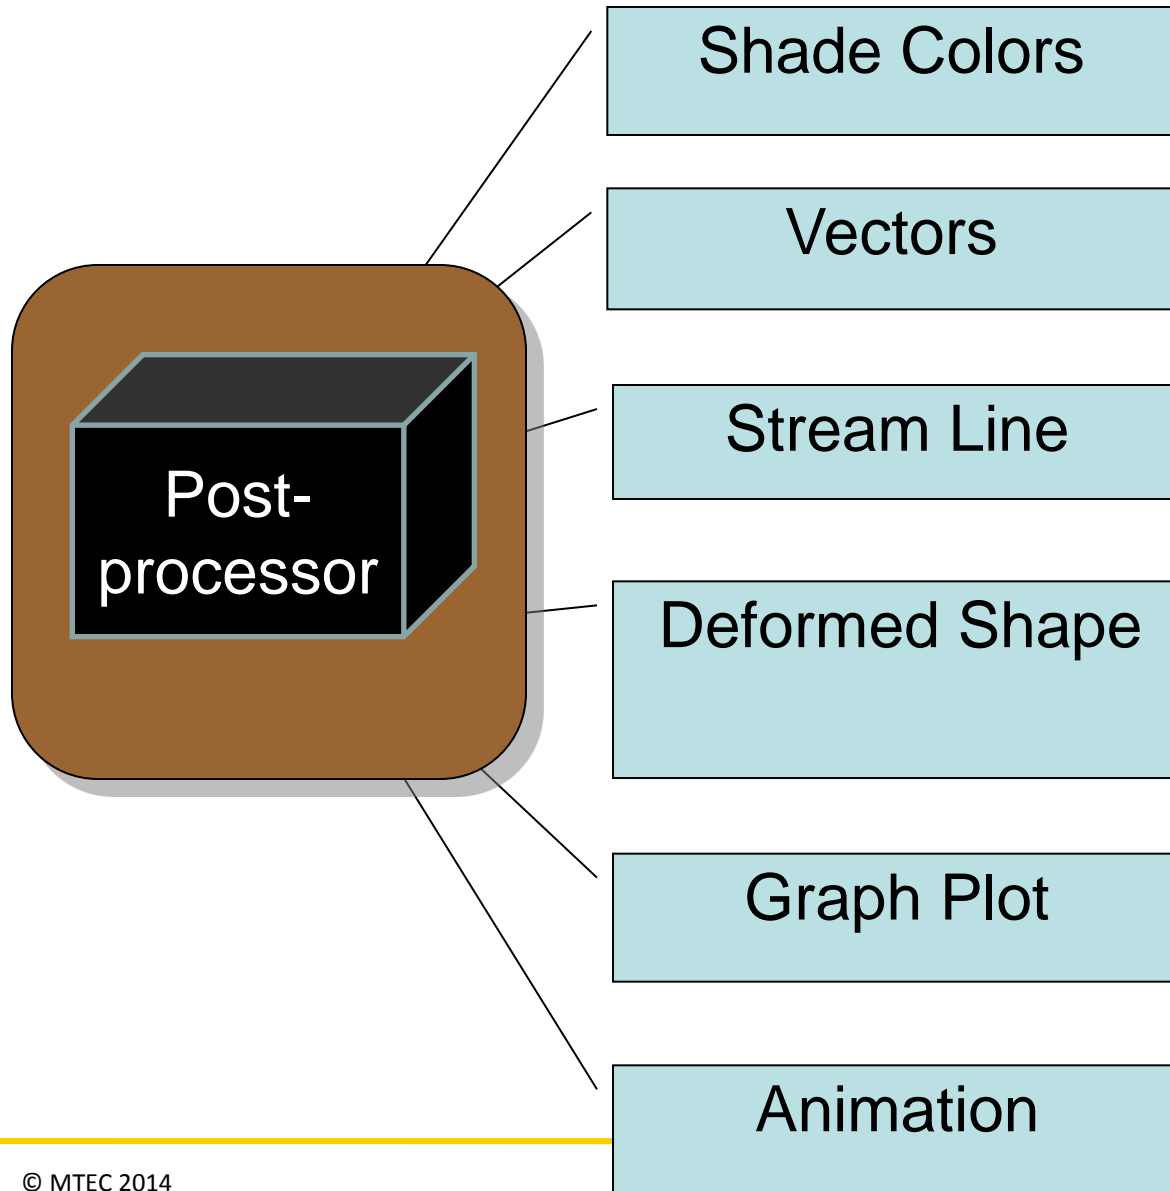 Shade Colors
Vectors
Stream Line
Post-
processor
Deformed Shape
Graph Plot
Animation
© MTEC 2014